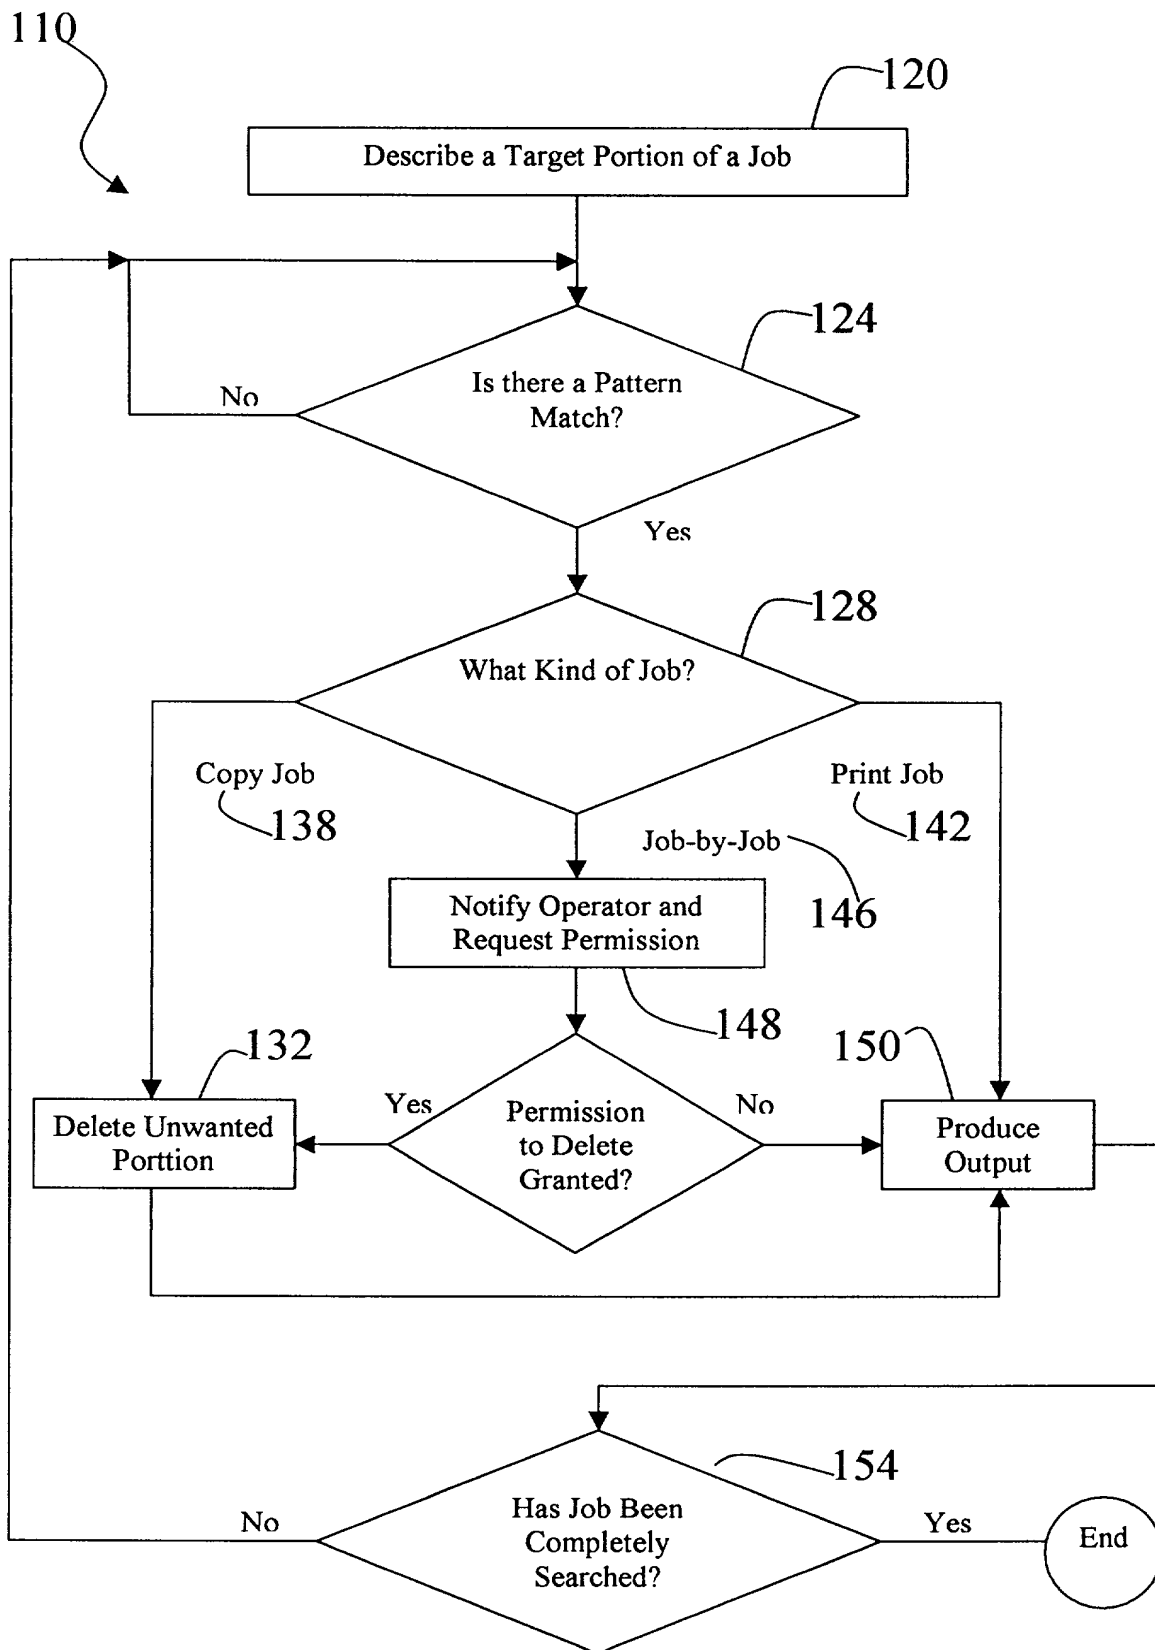 110
120
Describe a Target Portion of a Job
124
Is there a Pattern
Match?
No
Yes
128
What Kind of Job?
Copy Job
138
Print Job
142
Job-by-Job
146
Notify Operator and
Request Permission
148
132
150
Delete Unwanted
Porttion
Yes
Permission
to Delete
Granted?
No
Produce
Output
154
Has Job Been
Completely
Searched?
No
Yes
End